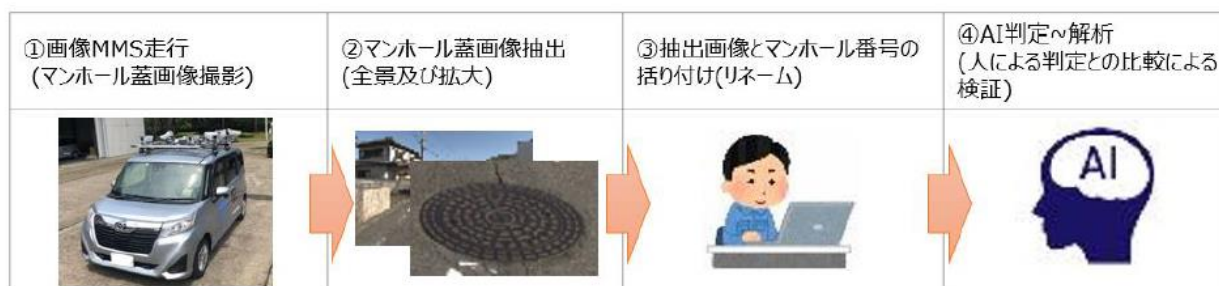 ①画像MMS走行
(マンホール蓋画像撮影)
②マンホール蓋画像抽出
(全景及び拡大)
③抽出画像とマンホール番号の
括り付け(リネーム)
④AI判定~解析
(人による判定との比較による
検証)
AI